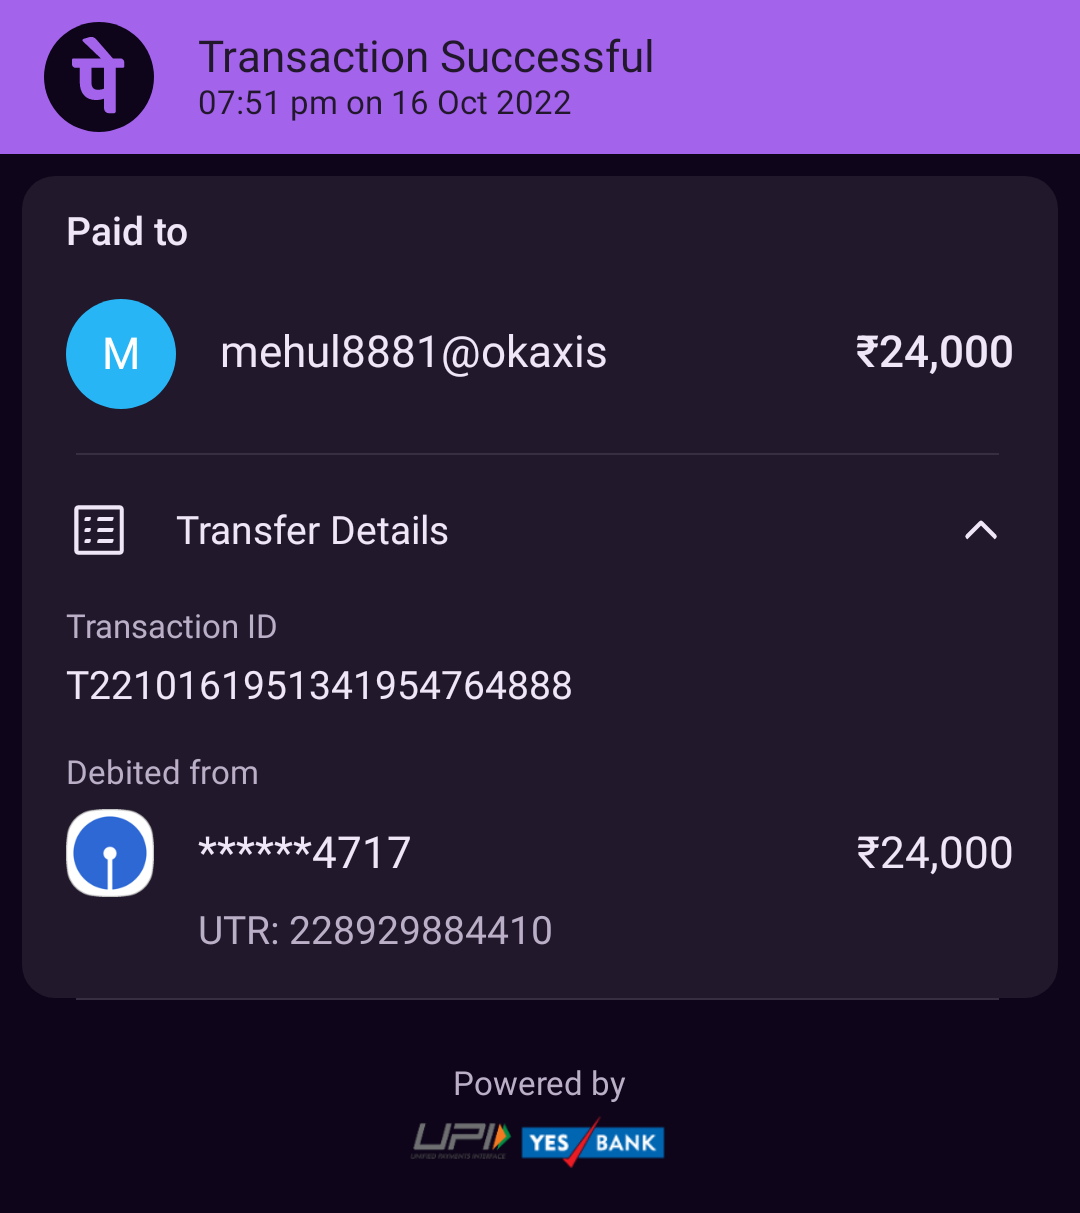 पे
Transaction Successful
07:51 pm on 16 Oct 2022
Paid to
M
mehul8881@okaxis ₹24,000
Transfer Details
Transaction ID
T2210161951341954764888
Debited from
******4717 ₹24,000
UTR: 228929884410
Powered by
UPI YES BANK
UNIFIED PAYMENTS INTERFACE